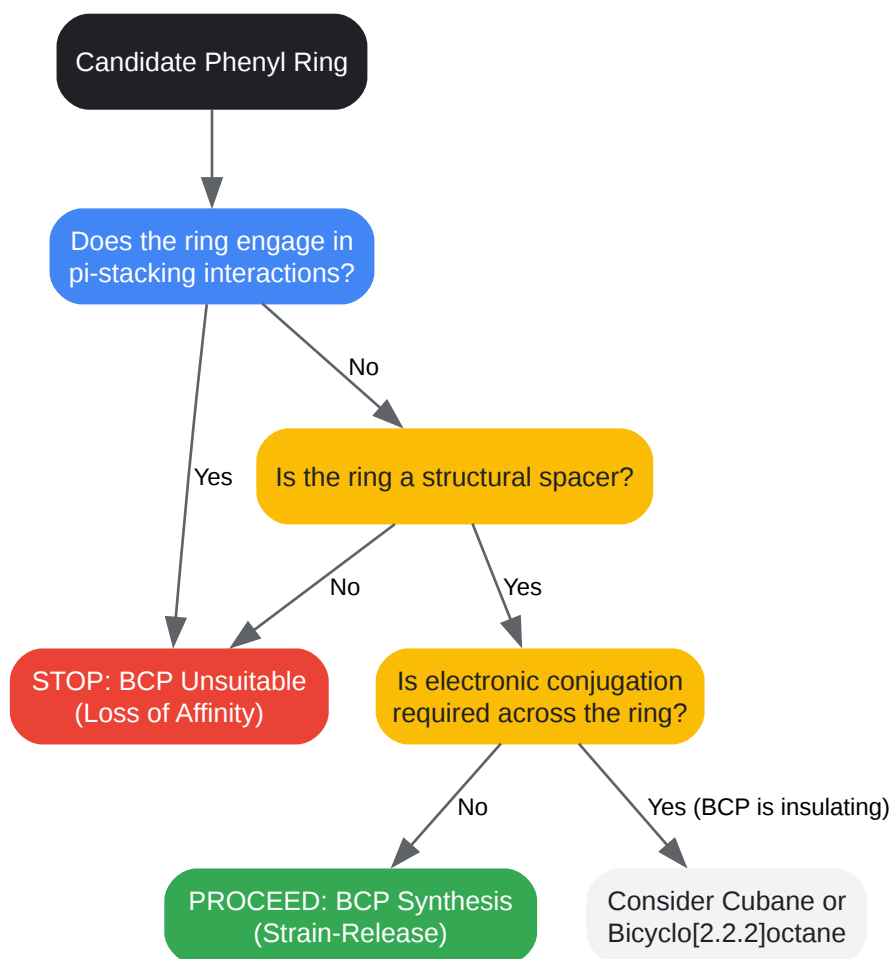 Candidate Phenyl Ring
Does the ring engage in
pi-stacking interactions?
No
Is the ring a structural spacer?
Yes
No
Yes
STOP: BCP Unsuitable
(Loss of Affinity)
Is electronic conjugation
required across the ring?
No
Yes (BCP is insulating)
PROCEED: BCP Synthesis
(Strain-Release)
Consider Cubane or
Bicyclo[2.2.2]octane